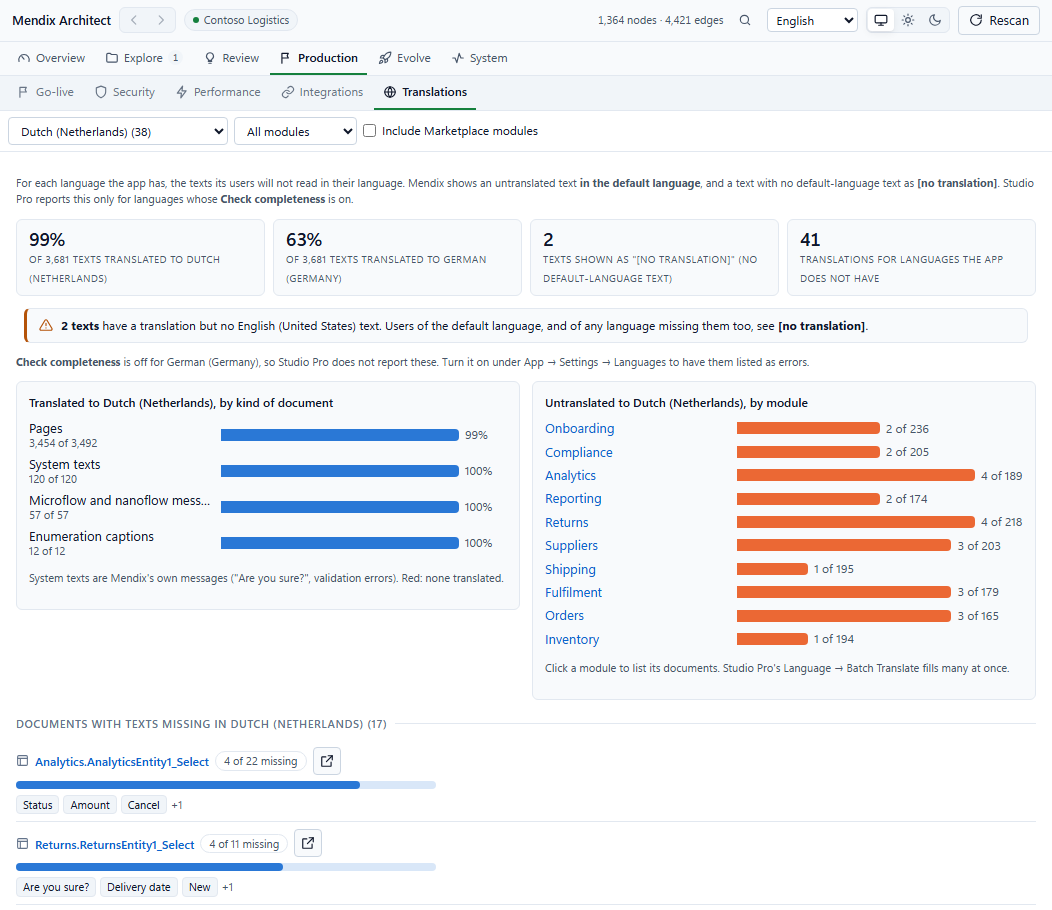 Mendix Architect
Contoso Logistics
1,364 nodes · 4,421 edges
English
Rescan
Overview
Explore 1
Review
Production
Evolve
System
Go-live
Security
Performance
Integrations
Translations
Dutch (Netherlands) (38)
All modules
Include Marketplace modules
For each language the app has, the texts its users will not read in their language. Mendix shows an untranslated text in the default language, and a text with no default-language text as [no translation]. Studio
Pro reports this only for languages whose Check completeness is on.
99%
OF 3,681 TEXTS TRANSLATED TO DUTCH
(NETHERLANDS)
63%
OF 3,681 TEXTS TRANSLATED TO GERMAN
(GERMANY)
2
TEXTS SHOWN AS "[NO TRANSLATION]" (NO
DEFAULT-LANGUAGE TEXT)
41
TRANSLATIONS FOR LANGUAGES THE APP
DOES NOT HAVE
2 texts have a translation but no English (United States) text. Users of the default language, and of any language missing them too, see [no translation].
Check completeness is off for German (Germany), so Studio Pro does not report these. Turn it on under App → Settings → Languages to have them listed as errors.
Translated to Dutch (Netherlands), by kind of document
Pages
3,454 of 3,492
99%
System texts
120 of 120
100%
Microflow and nanoflow mess...
57 of 57
100%
Enumeration captions
12 of 12
100%
System texts are Mendix's own messages ("Are you sure?", validation errors). Red: none translated.
Untranslated to Dutch (Netherlands), by module
Onboarding 2 of 236
Compliance 2 of 205
Analytics 4 of 189
Reporting 2 of 174
Returns 4 of 218
Suppliers 3 of 203
Shipping 1 of 195
Fulfilment 3 of 179
Orders 3 of 165
Inventory 1 of 194
Click a module to list its documents. Studio Pro's Language → Batch Translate fills many at once.
DOCUMENTS WITH TEXTS MISSING IN DUTCH (NETHERLANDS) (17)
Analytics.AnalyticsEntity1_Select 4 of 22 missing
Status Amount Cancel +1
Returns.ReturnsEntity1_Select 4 of 11 missing
Are you sure? Delivery date New +1